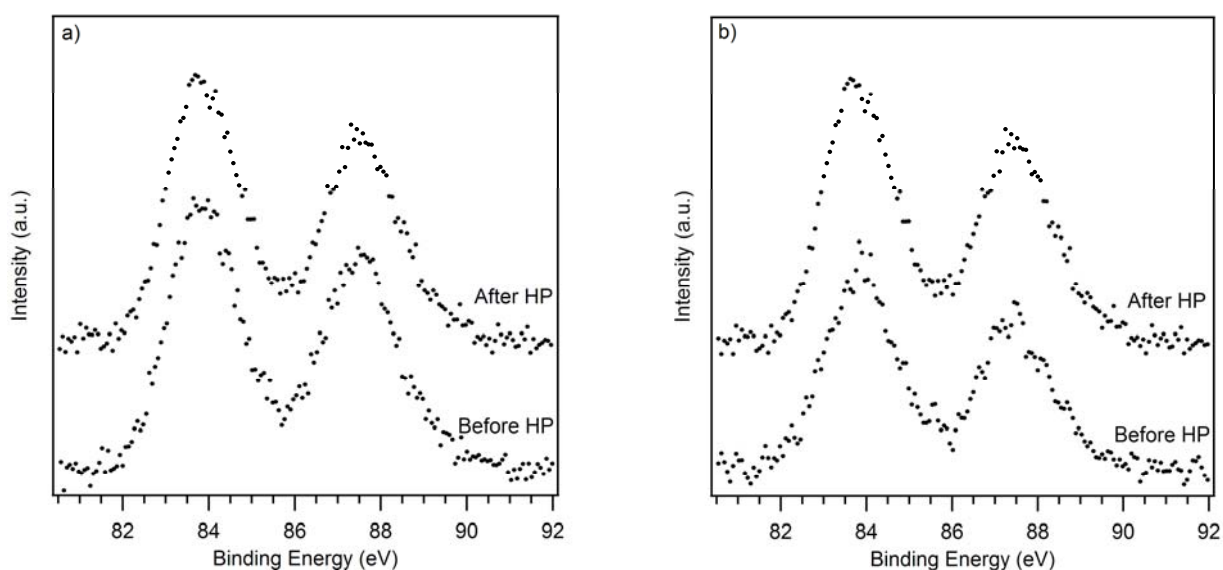 a)
Intensity (a.u.)
After HP
Before HP
82 84 86 88 90 92
Binding Energy (eV)
b)
Intensity (a.u.)
After HP
Before HP
82 84 86 88 90 92
Binding Energy (eV)